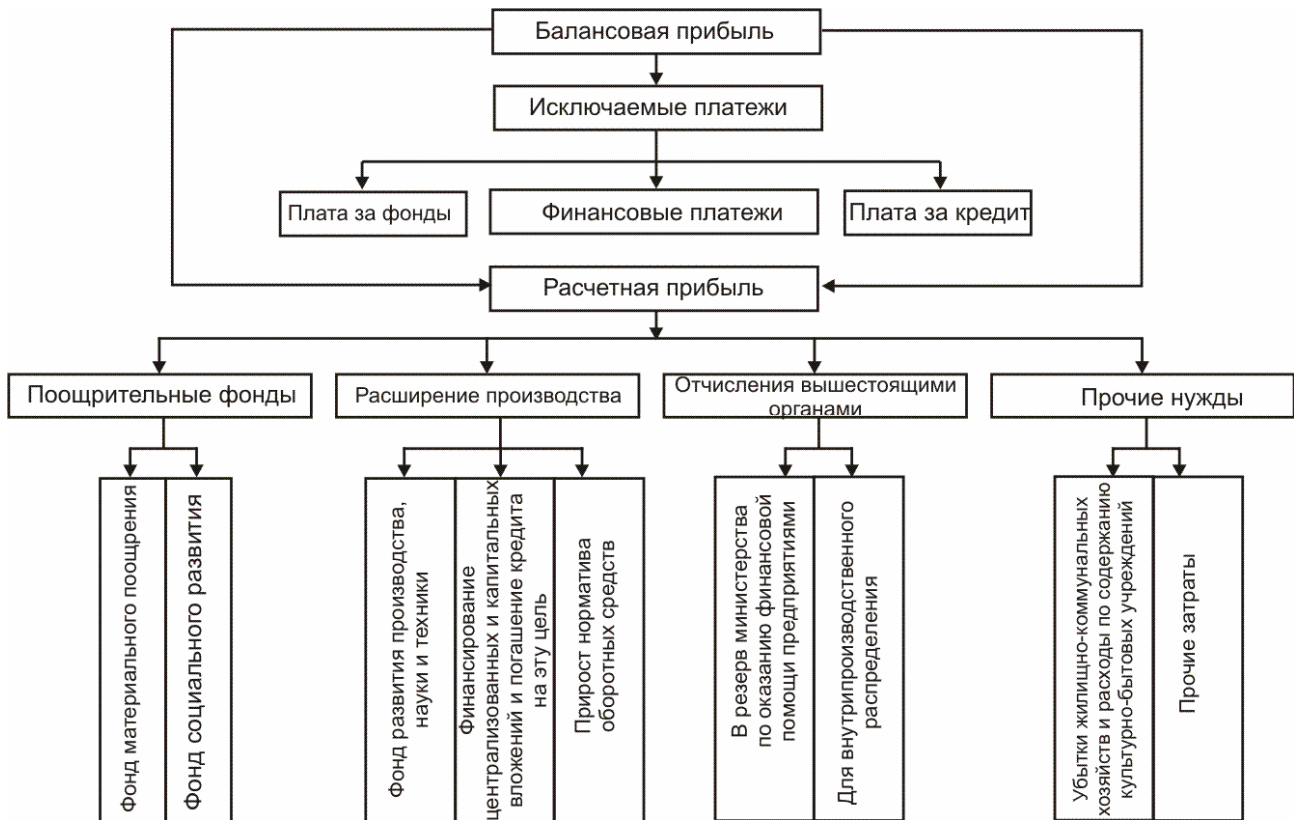 Балансовая прибыль
Исключаемые платежи
Плата за фонды
Финансовые платежи
Плата за кредит
Расчетная прибыль
Поощрительные фонды
Расширение производства
Отчисления вышестоящими
органами
Прочие нужды
Фонд материального поощрения
Фонд социального развития
Фонд развития производства,
науки и техники
Финансирование
централизованных и капитальных
вложений и погашение кредита
на эту цель
Прирост норматива
оборотных средств
В резерв министерства
по оказанию финансовой
помощи предприятиями
Для внутрипроизводственного
распределения
Убытки жилищно-коммунальных
хозяйств и расходы по содержанию
культурно-бытовых учреждений
Прочие затраты